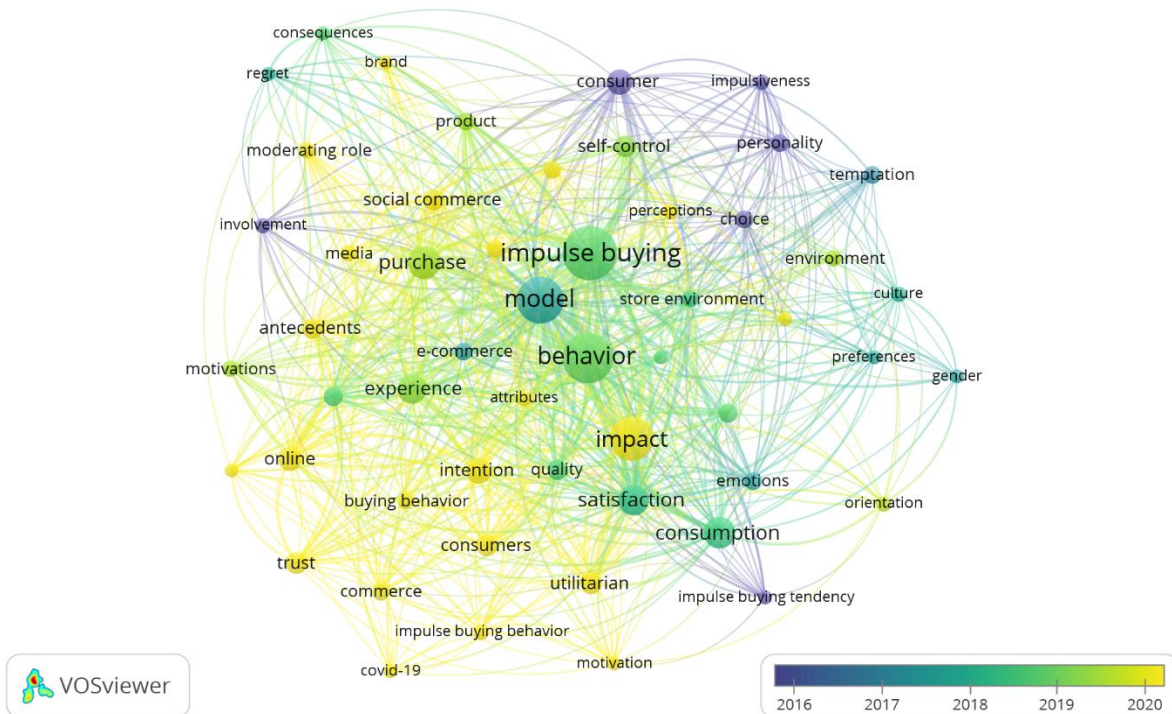 consequences
brand
regret
consumer
impulsiveness
product
self-control
personality
moderating role
temptation
social commerce
perceptions
choice
involvement
media
purchase
impulse buying
environment
model
store environment
culture
antecedents
e-commerce
behavior
preferences
motivations
gender
experience
attributes
impact
online
intention
quality
emotions
buying behavior
satisfaction
orientation
consumption
consumers
trust
utilitarian
commerce
impulse buying tendency
impulse buying behavior
covid-19
motivation
VOSviewer
2016 2017 2018 2019 2020